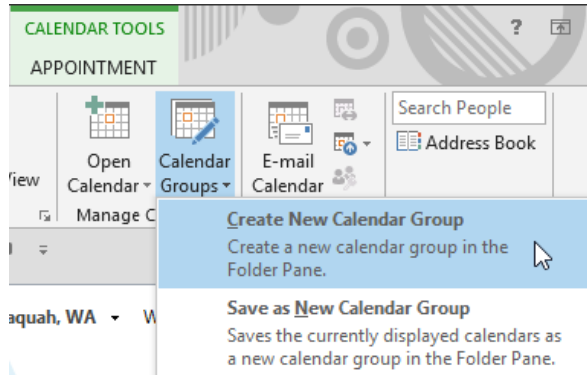 CALENDAR TOOLS
?
APPOINTMENT
Search People
Address Book
Open
Calendar
Calendar
Groups
E-mail
Calendar
iew
Manage C
Create New Calendar Group
Create a new calendar group in the
Folder Pane.
aquah, WA
W
Save as New Calendar Group
Saves the currently displayed calendars as
a new calendar group in the Folder Pane.